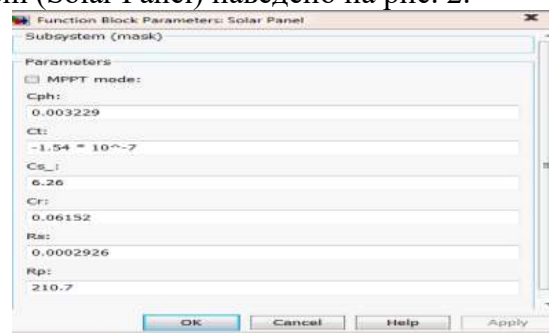 (Solar Panel) наведено на рис. 2.
Function Block Parameters: Solar Panel
Subsystem (mask)
Parameters
MPPT mode:
Cph:
0.003229
Ct:
-1.54 * 10^-7
Cs_:
6.26
Cr:
0.06152
Rs:
0.0002926
Rp:
210.7
OK Cancel Help Apply